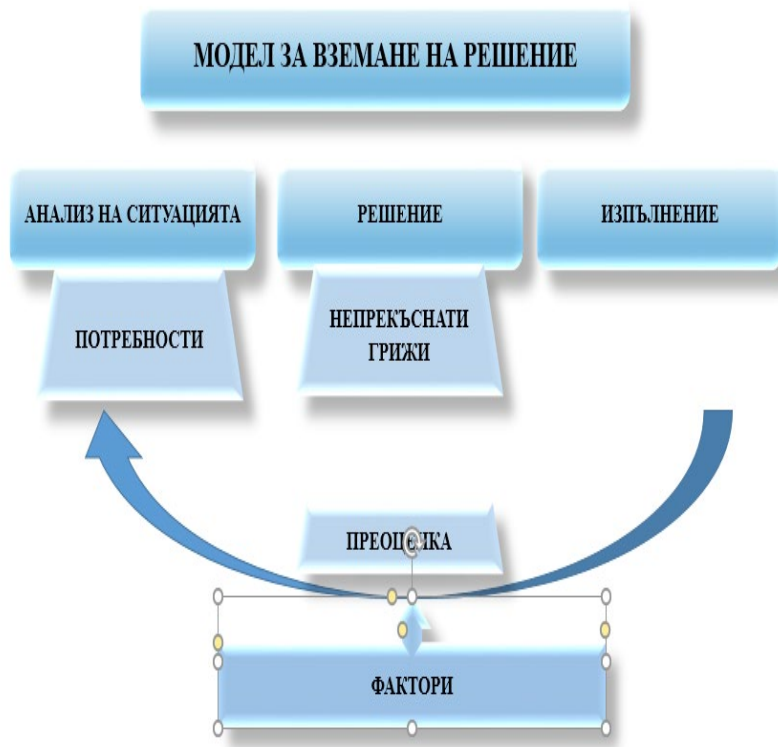 МОДЕЛ ЗА ВЗЕМАНЕ НА РЕШЕНИЕ
АНАЛИЗ НА СИТУАЦИЯТА
РЕШЕНИЕ
ИЗПЪЛНЕНИЕ
ПОТРЕБНОСТИ
НЕПРЕКЪСНАТИ
ГРИЖИ
ПРЕОЦЕНКА
ФАКТОРИ